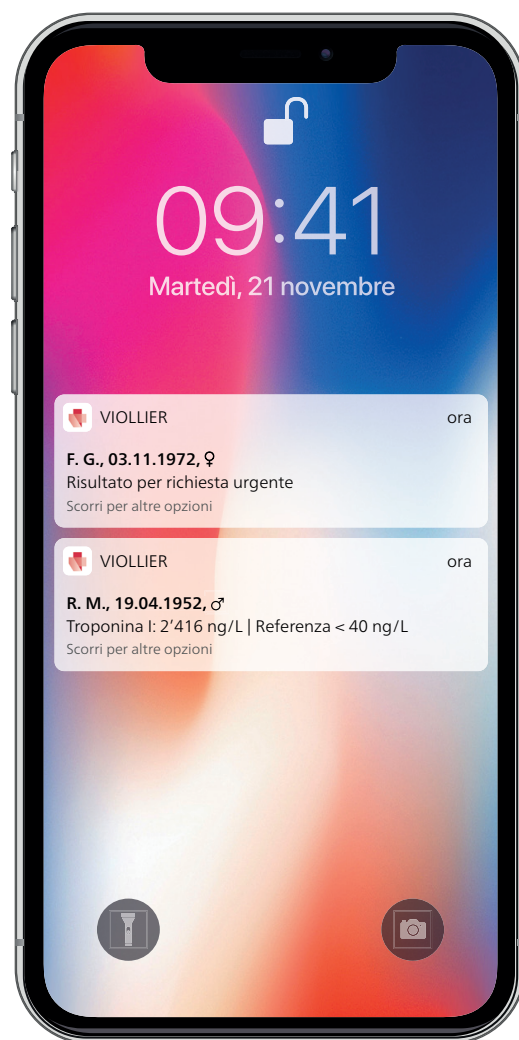 09:41
Martedì, 21 novembre
VIOLLIER ora
F. G., 03.11.1972, ♀
Risultato per richiesta urgente
Scorri per altre opzioni
VIOLLIER ora
R. M., 19.04.1952, ♂
Troponina I: 2’416 ng/L | Referenza < 40 ng/L
Scorri per altre opzioni